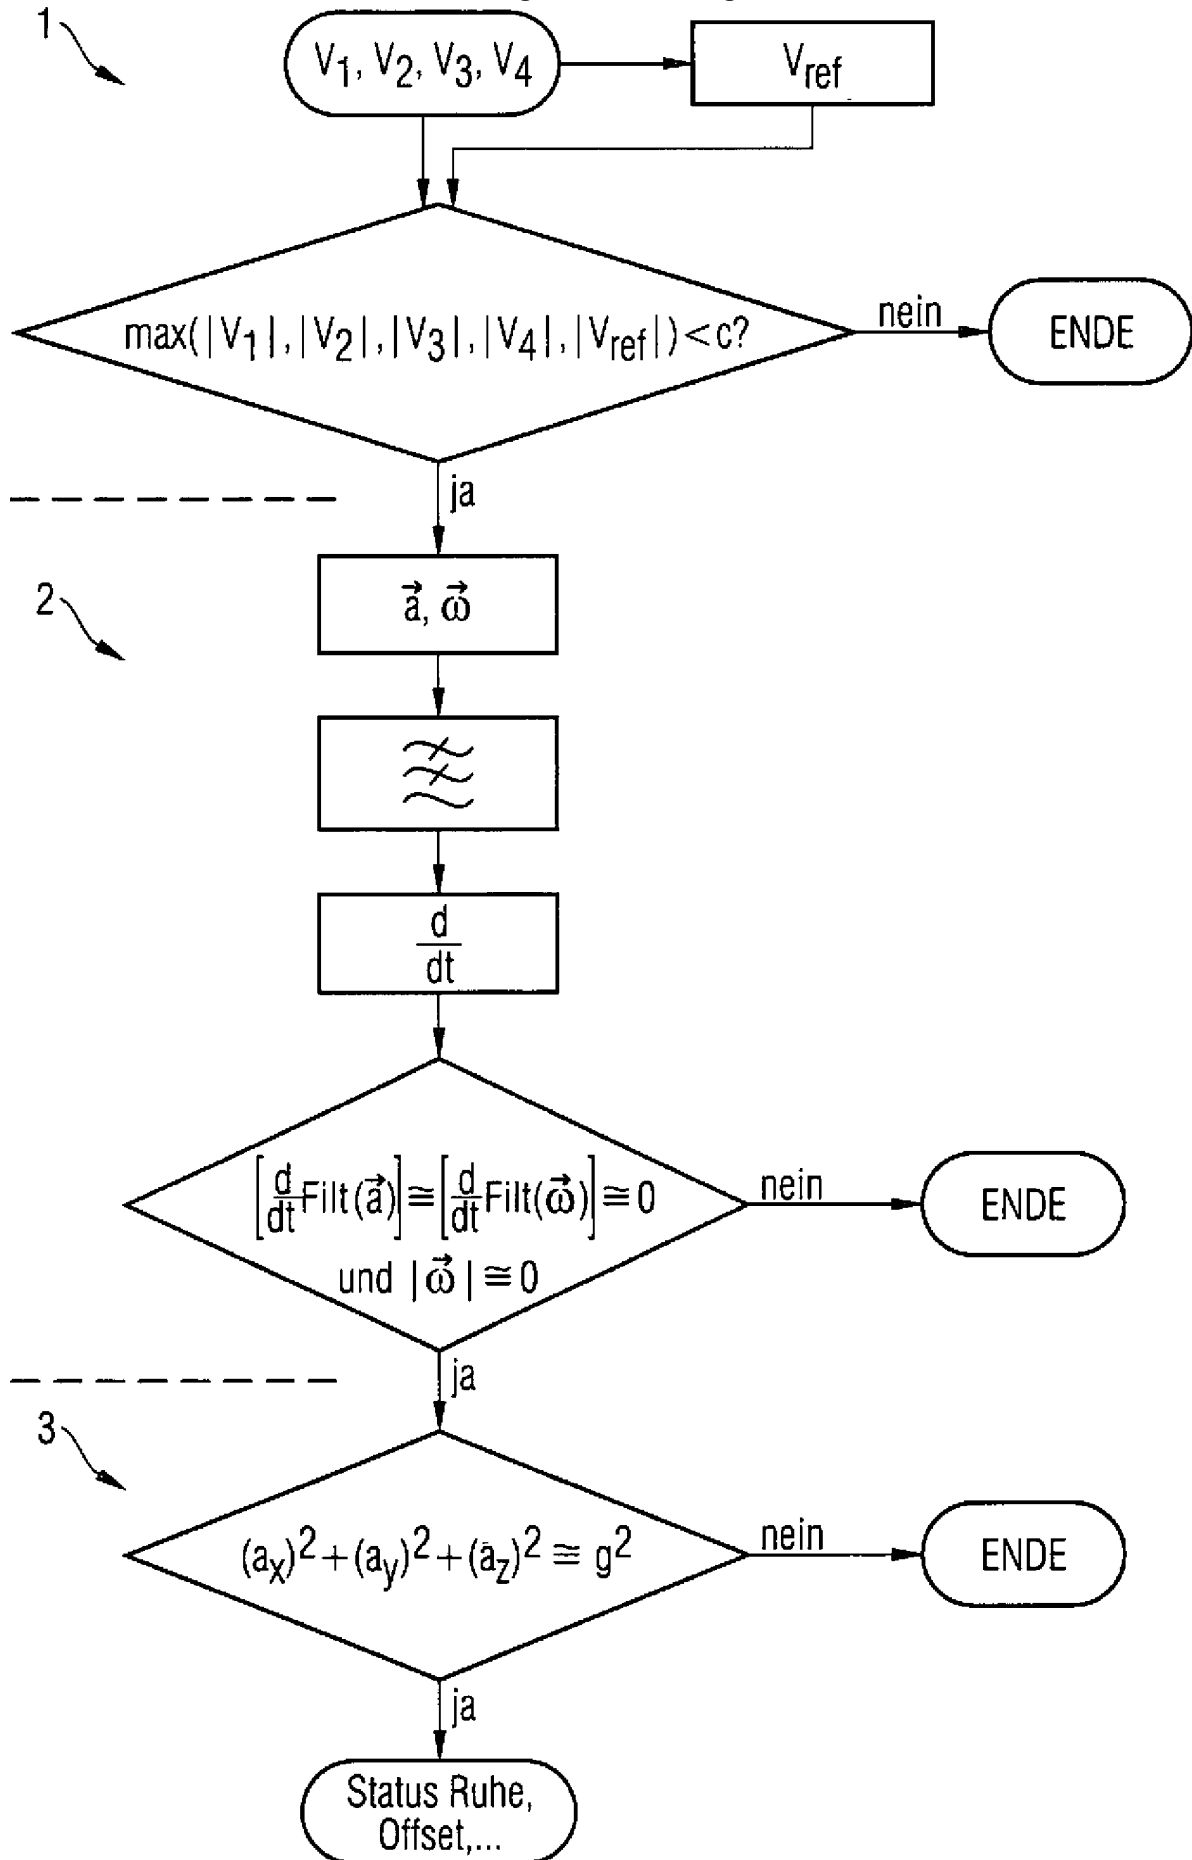 1
V1, V2, V3, V4
Vref
max(|V1|,|V2|,|V3|,|V4|,|Vref|)<c?
nein
ENDE
ja
2
a⃗, ω⃗
d
dt
[d/dt Filt(a⃗)]≅[d/dt Filt(ω⃗)]≅0
und |ω⃗|≅0
nein
ENDE
ja
3
(ax)²+(ay)²+(az)²≅g²
nein
ENDE
ja
Status Ruhe,
Offset,...